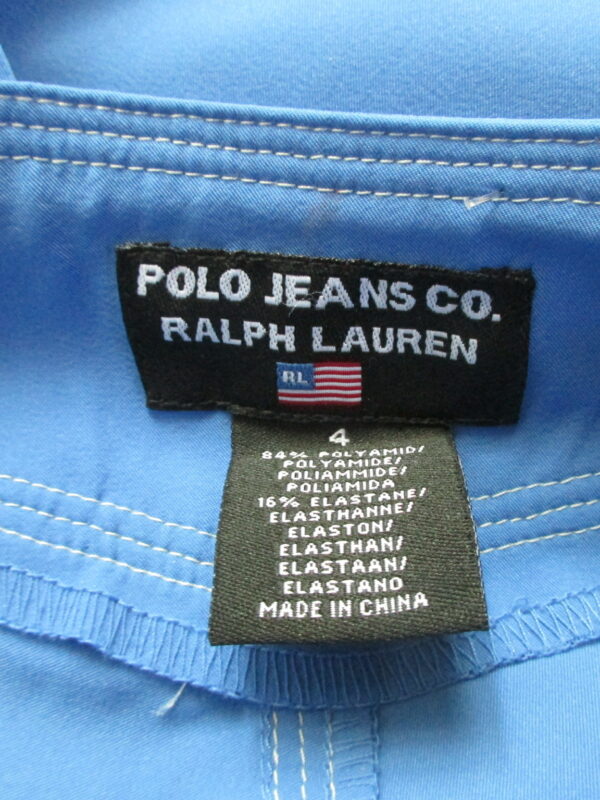 POLO JEANS CO.
RALPH LAUREN
RL
4
84% POLYAMID/
POLYAMIDE/
POLIAMMIDE/
POLIAMIDA
16% ELASTANE/
ELASTHANNE/
ELASTON/
ELASTHAN/
ELASTAAN/
ELASTANO
MADE IN CHINA